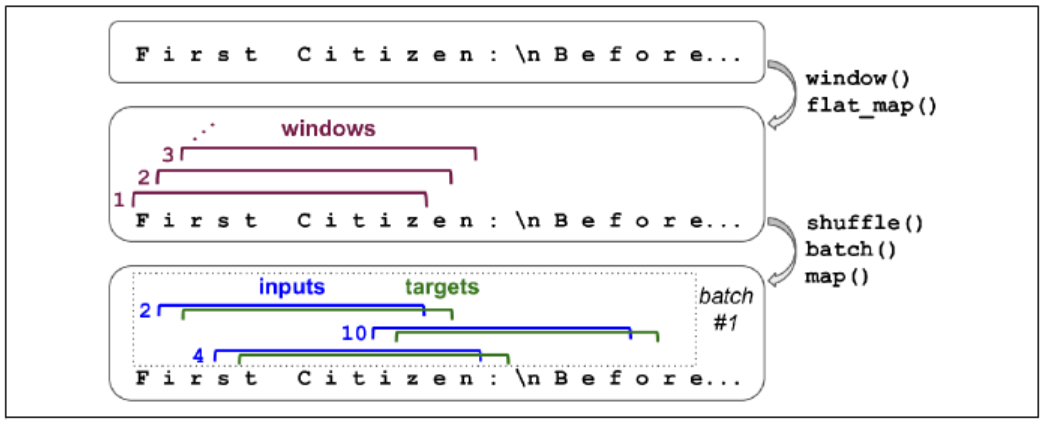 F i r s t   C i t i z e n : \n B e f o r e...
window()
flat_map()
windows
3
2
1
F i r s t   C i t i z e n : \n B e f o r e...
shuffle()
batch()
map()
inputs targets
batch
#1
2
10
4
F i r s t   C i t i z e n : \n B e f o r e...